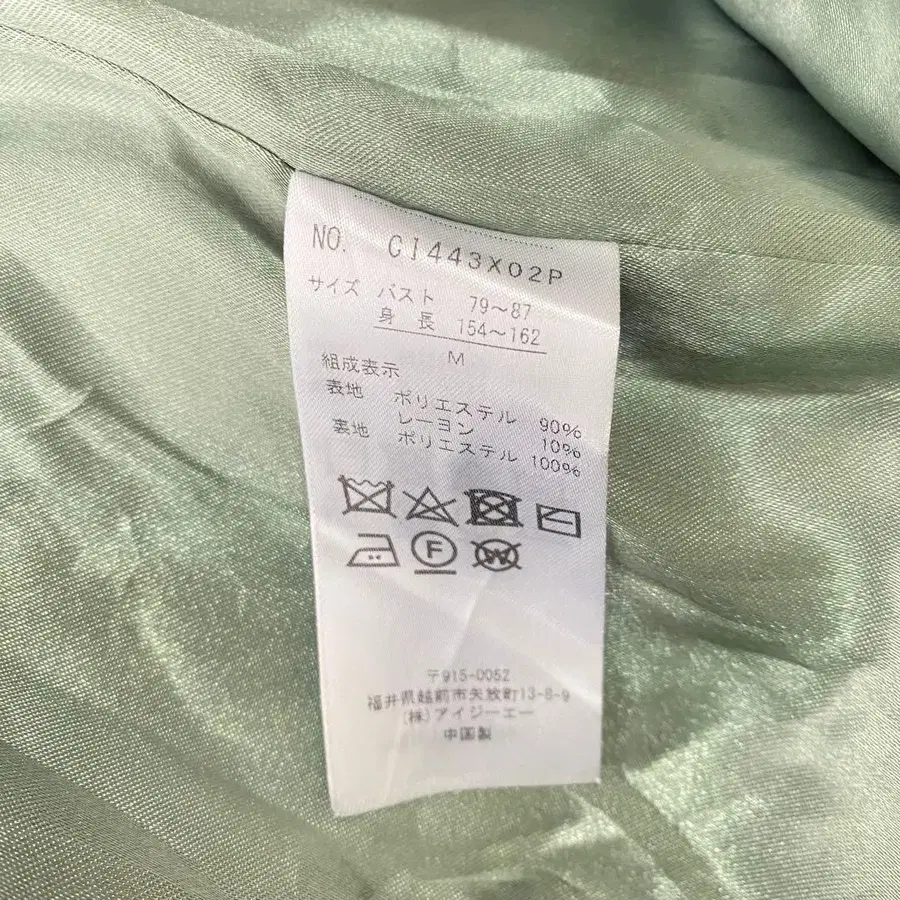 NO. CI443X02P
サイズ バスト 79～87
身 長 154～162
M
組成表示
表地 ポリエステル 90%
レーヨン 10%
裏地 ポリエステル 100%
F
W
〒915-0052
福井県越前市矢放町13-8-9
(株)アイジーエー
中国製